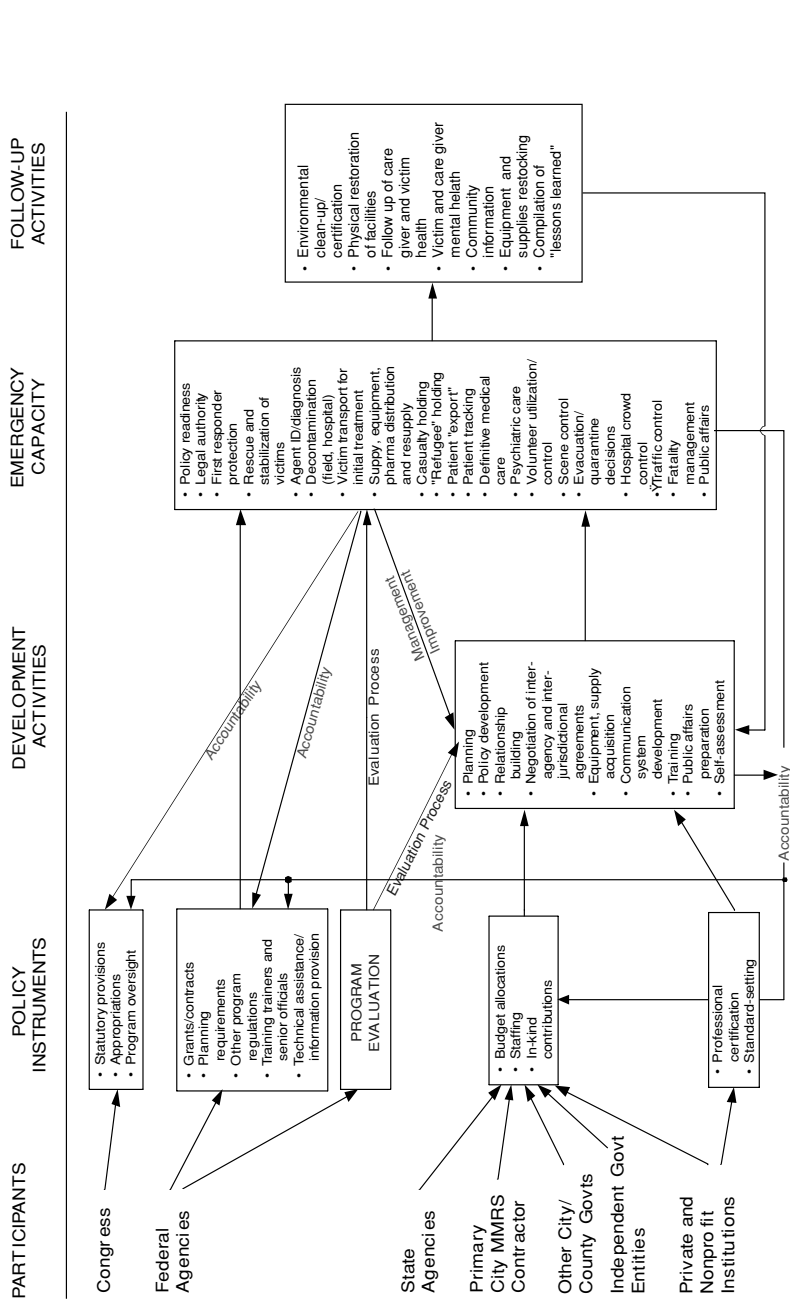 PARTICIPANTS
POLICY
INSTRUMENTS
DEVELOPMENT
ACTIVITIES
EMERGENCY
CAPACITY
FOLLOW-UP
ACTIVITIES
Congress
Federal
Agencies
State
Agencies
Primary
City MMRS
Contractor
Other City/
County Govts
Independent Govt
Entities
Private and
Nonprofit
Institutions
• Statutory provisions
• Appropriations
• Program oversight
• Grants/contracts
• Planning
requirements
• Other program
regulations
• Training trainers and
senior officials
• Technical assistance/
information provision
PROGRAM
EVALUATION
• Budget allocations
• Staffing
• In-kind
contributions
• Professional
certification
• Standard-setting
Accountability
Accountability
Evaluation Process
Management
Improvement
Evaluation Process
Accountability
• Planning
• Policy development
• Relationship
building
• Negotiation of inter-
agency and inter-
jurisdictional
agreements
• Equipment, supply
acquisition
• Communication
system
development
• Training
• Public affairs
preparation
• Self-assessment
Accountability
• Policy readiness
• Legal authority
• First responder
protection
• Rescue and
stabilization of
victims
• Agent ID/diagnosis
• Decontamination
(field, hospital)
• Victim transport for
initial treatment
• Suppy, equipment,
pharma distribution
and resupply
• Casualty holding
• "Refugee" holding
• Patient "export"
• Patient tracking
• Definitive medical
care
• Psychiatric care
• Volunteer utilization/
control
• Scene control
• Evacuation/
quarantine
decisions
• Hospital crowd
control
•ŸTraffic control
• Fatality
management
• Public affairs
• Environmental
clean-up/
certification
• Physical restoration
of facilities
• Follow up of care
giver and victim
health
• Victim and care giver
mental helath
• Community
information
• Equipment and
supplies restocking
• Compilation of
"lessons learned"